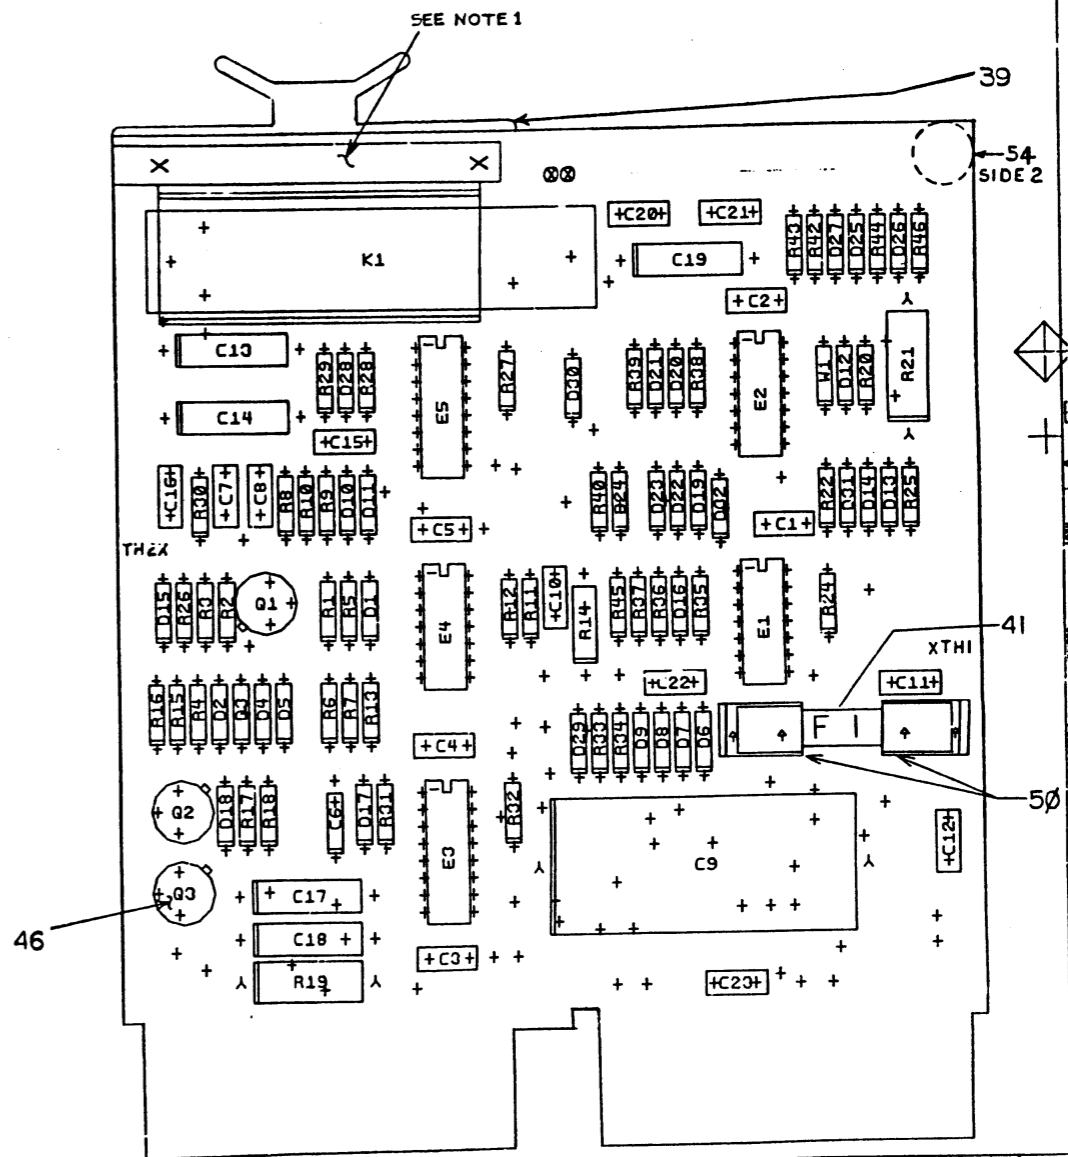 SEE NOTE 1
39
54
SIDE 2
X X
+C20+ +C21+
R43 R42 D27 D25 R44 D26 R46
K1
C19
+C2+
C13
R29 D28 R28
E5
R27
D30
R39 D21 D20 R38
E2
W1 D12 R20
R21
C14
+C15+
+C16 R30 +C7+ +C8+ R8 R10 R9 D10 D11
R40 D23 D22 D19
R22 D31 D14 D13 R25
+C5+
+C1+
D15 R26 R3 R2 Q1
R1 R5 D1
E4
R12 R11 +C10+ R14
R45 R37 R36 D16 R35
E1
R24
41
XTH1
+C22+
+C11+
R16 R15 R4 D2 Q3 D4 D5
R6 R7 R13
+C4+
D29 R33 R34 D9 D8 D7 D6
F 1
50
Q2
D18 R17 R18
C6+ D17 R31
E3
R32
C9
+C12+
Q3
46
C17
C18
+C3+
R19
+C23+